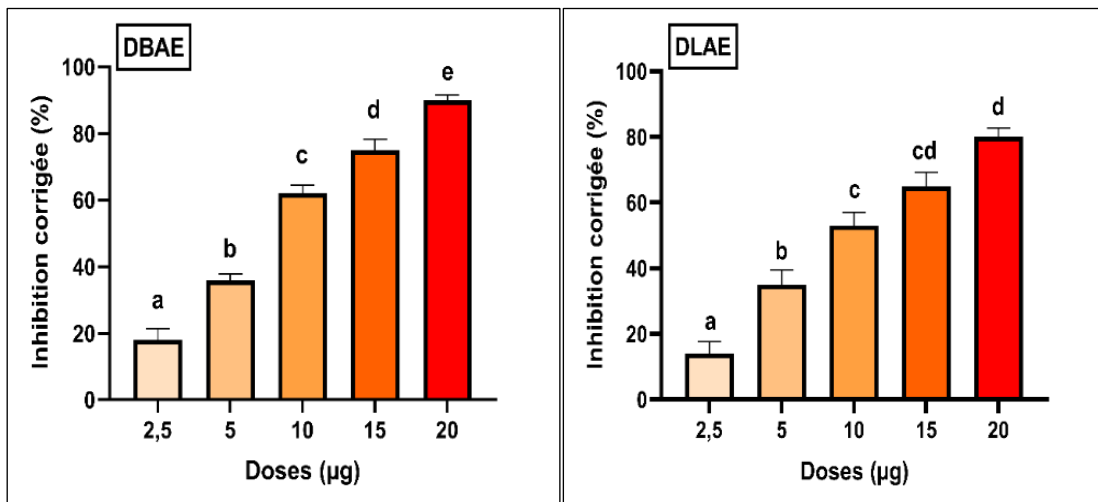 DBAE
Inhibition corrigée (%)
100
80
60
40
20
0
a
b
c
d
e
2,5 5 10 15 20
Doses (µg)
DLAE
Inhibition corrigée (%)
100
80
60
40
20
0
a
b
c
cd
d
2,5 5 10 15 20
Doses (µg)